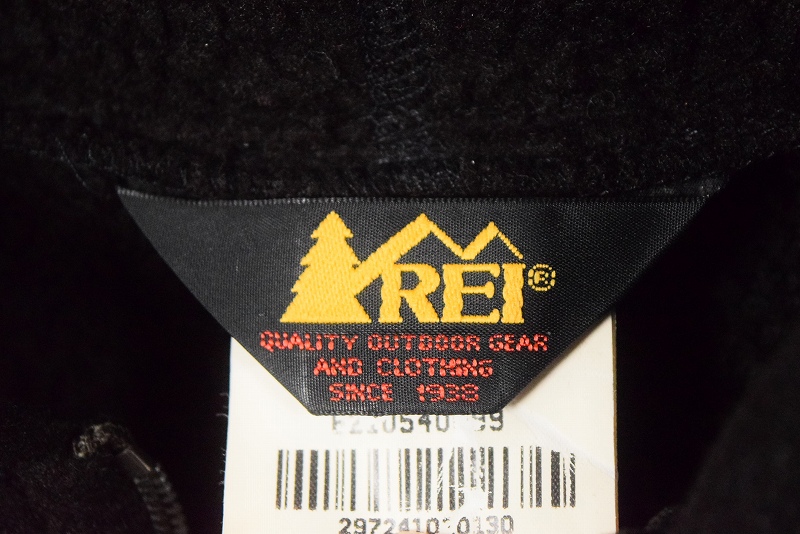 REI®
QUALITY OUTDOOR GEAR
AND CLOTHING
SINCE 1938